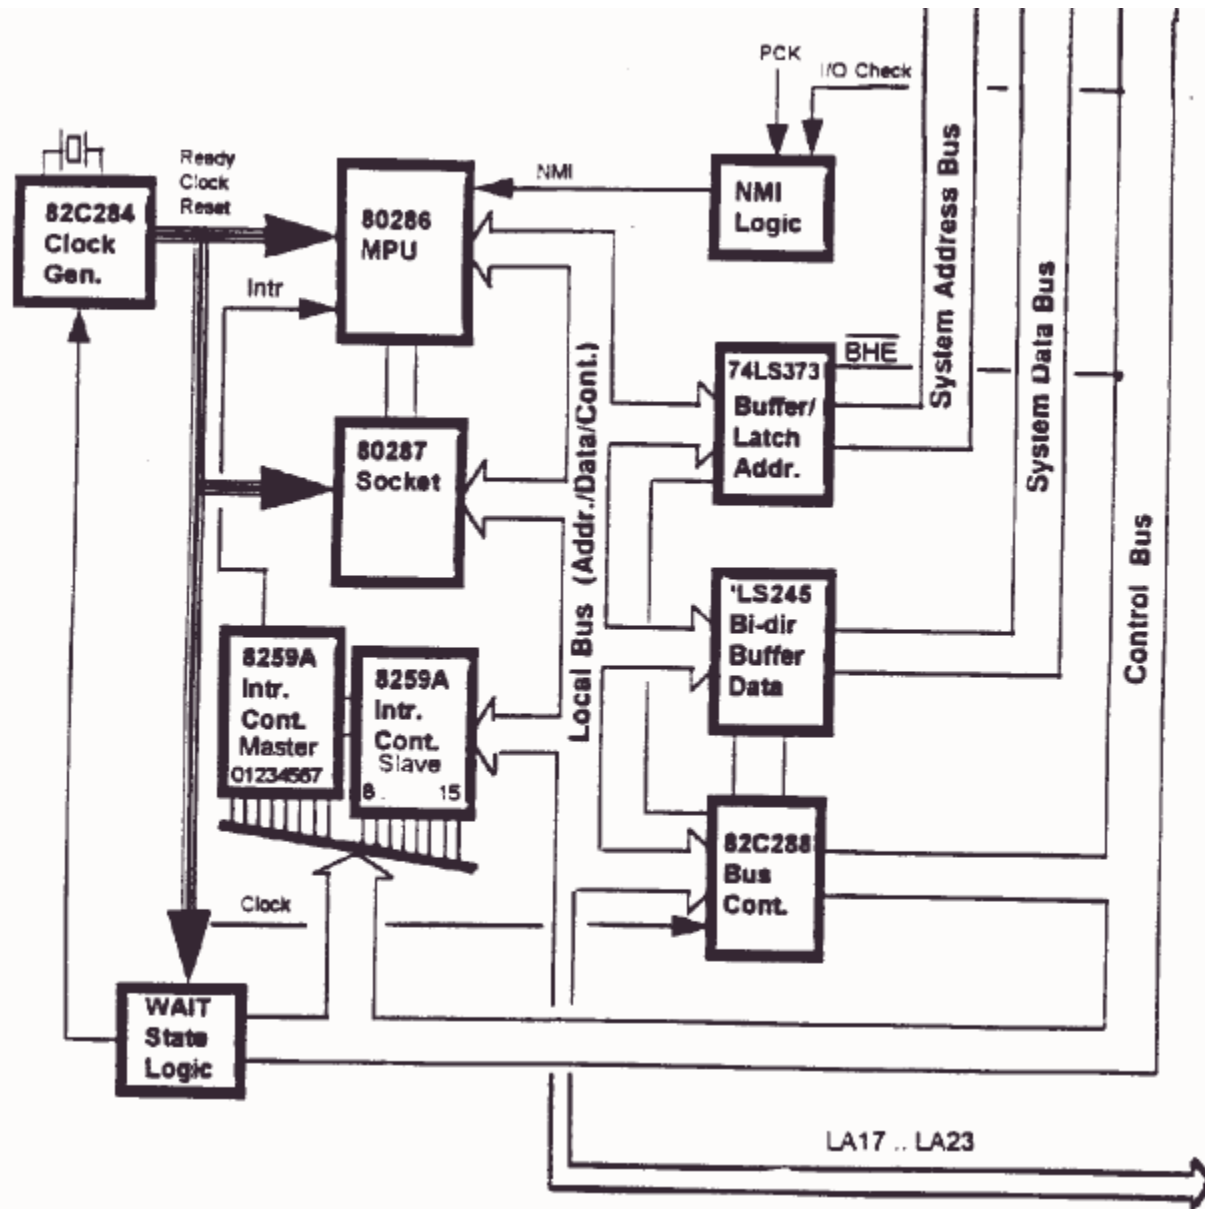 PCK
I/O Check
Ready
Clock
Reset
82C284
Clock
Gen.
80286
MPU
NMI
NMI
Logic
System Address Bus
System Data Bus
Control Bus
Intr
BHE
74LS373
Buffer/
Latch
Addr.
80287
Socket
Local Bus (Addr./Data/Cont.)
'LS245
Bi-dir
Buffer
Data
8259A
Intr.
Cont.
Master
01234567
8259A
Intr.
Cont.
Slave
8 .. 15
82C288
Bus
Cont.
Clock
WAIT
State
Logic
LA17 .. LA23